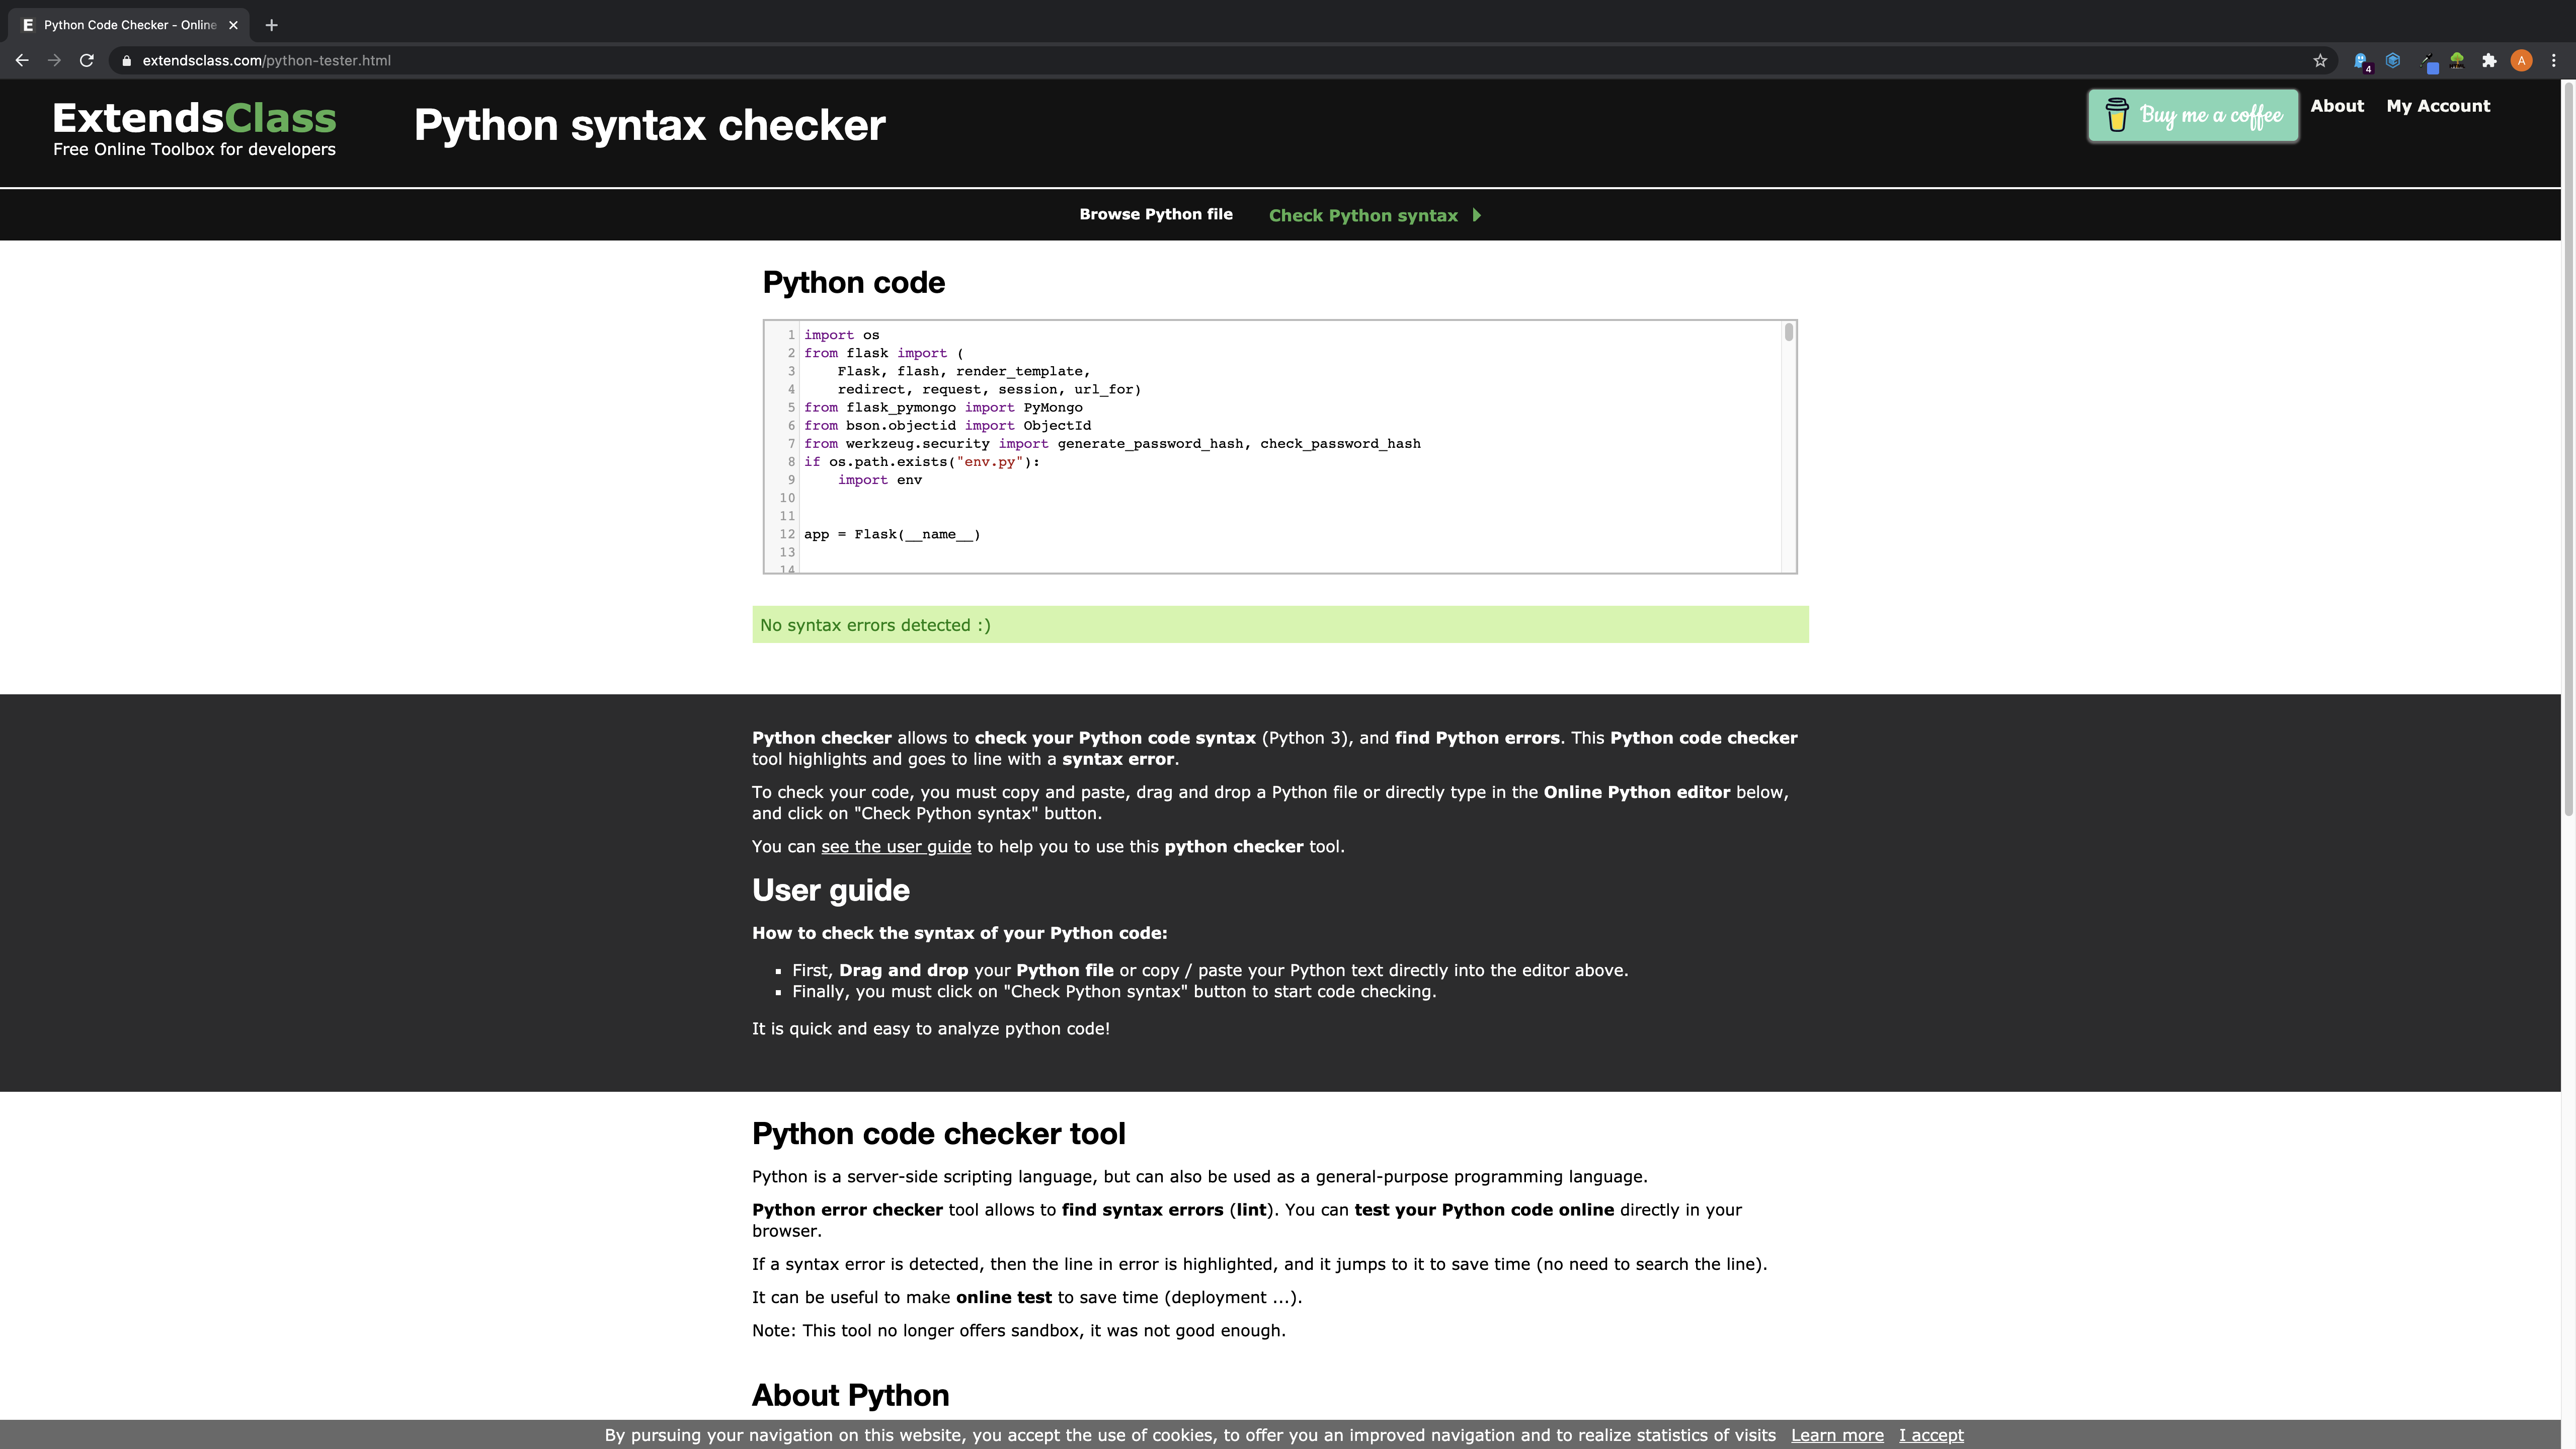 E Python Code Checker - Online
extendsclass.com/python-tester.html
4
A
ExtendsClass
Free Online Toolbox for developers
Python syntax checker
Buy me a coffee
About My Account
Browse Python file Check Python syntax
Python code
1 import os
2 from flask import (
3 Flask, flash, render_template,
4 redirect, request, session, url_for)
5 from flask_pymongo import PyMongo
6 from bson.objectid import ObjectId
7 from werkzeug.security import generate_password_hash, check_password_hash
8 if os.path.exists("env.py"):
9 import env
10
11
12 app = Flask(__name__)
13
14
No syntax errors detected :)
Python checker allows to check your Python code syntax (Python 3), and find Python errors. This Python code checker
tool highlights and goes to line with a syntax error.
To check your code, you must copy and paste, drag and drop a Python file or directly type in the Online Python editor below,
and click on "Check Python syntax" button.
You can see the user guide to help you to use this python checker tool.
User guide
How to check the syntax of your Python code:
First, Drag and drop your Python file or copy / paste your Python text directly into the editor above.
Finally, you must click on "Check Python syntax" button to start code checking.
It is quick and easy to analyze python code!
Python code checker tool
Python is a server-side scripting language, but can also be used as a general-purpose programming language.
Python error checker tool allows to find syntax errors (lint). You can test your Python code online directly in your
browser.
If a syntax error is detected, then the line in error is highlighted, and it jumps to it to save time (no need to search the line).
It can be useful to make online test to save time (deployment ...).
Note: This tool no longer offers sandbox, it was not good enough.
About Python
By pursuing your navigation on this website, you accept the use of cookies, to offer you an improved navigation and to realize statistics of visits Learn more I accept